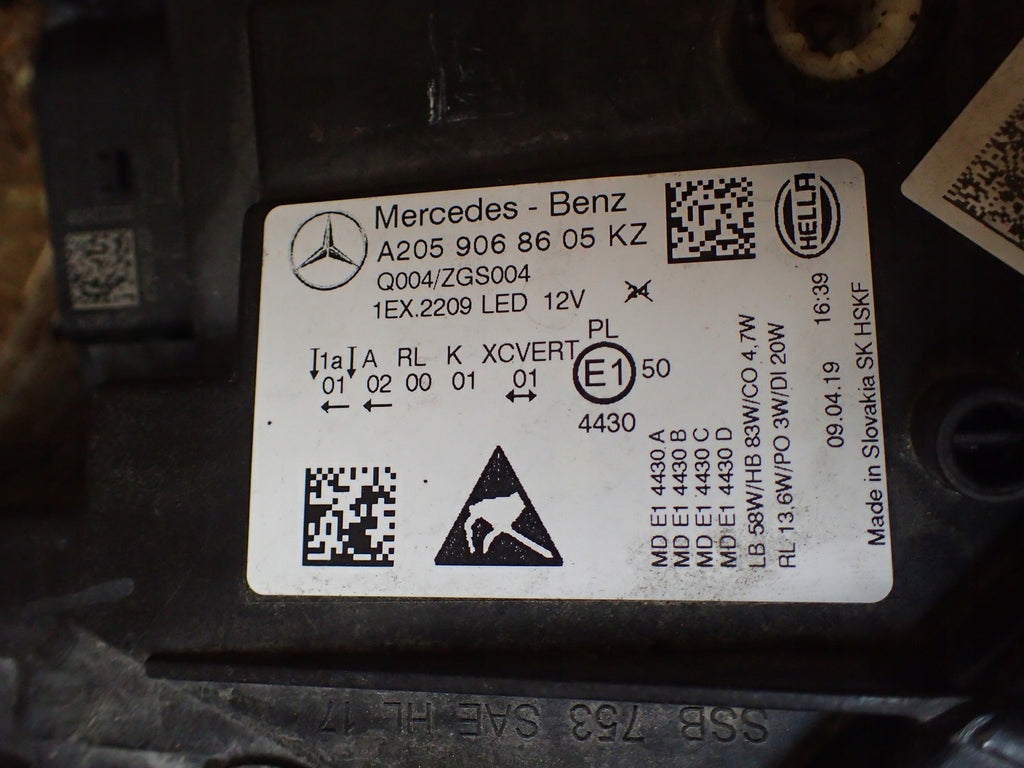 Mercedes - Benz
A205 906 86 05 KZ
Q004/ZGS004
1EX.2209 LED 12V
HELLA
1a A RL K XCVERT PL
01 02 00 01 01 E1 50
4430
MD E1 4430 A
MD E1 4430 B
MD E1 4430 C
MD E1 4430 D
LB 58W/HB 83W/CO 4,7W
RL 13,6W/PO 3W/DI 20W
09.04.19 16:39
Made in Slovakia SK HSKF
SSB 753 SAE HL 17